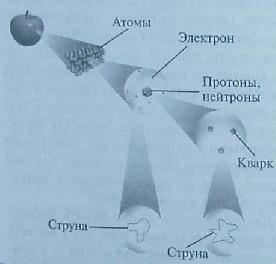 Атомы
Электрон
Протоны,
нейтроны
Кварк
Струна
Струна